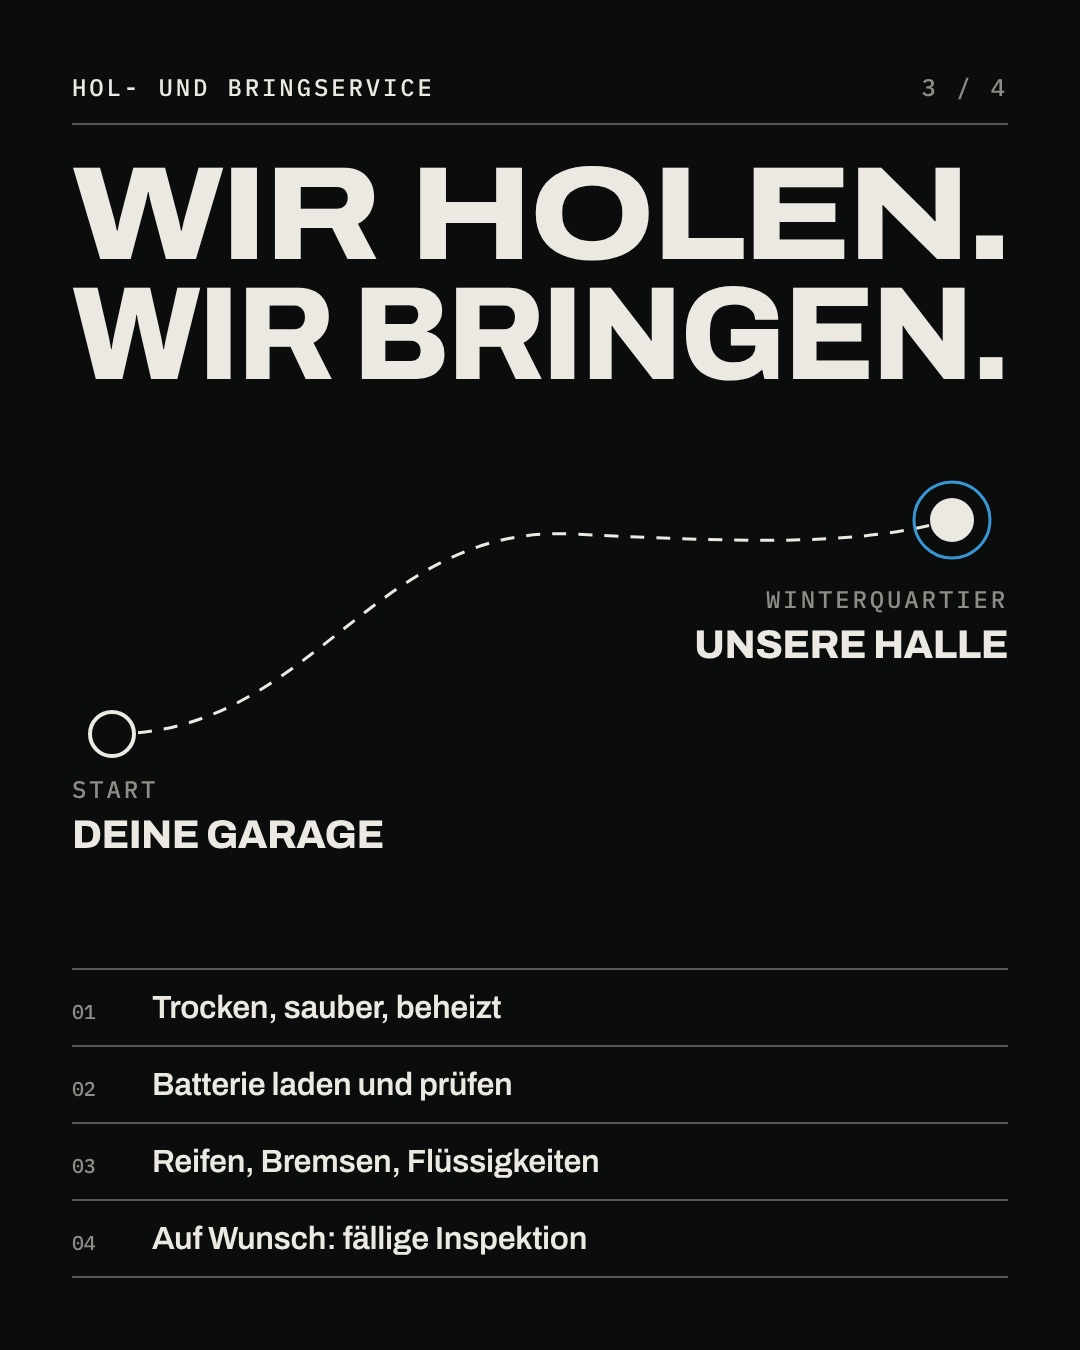 HOL- UND BRINGSERVICE
3 / 4
WIR HOLEN.
WIR BRINGEN.
WINTERQUARTIER
UNSERE HALLE
START
DEINE GARAGE
01 Trocken, sauber, beheizt
02 Batterie laden und prüfen
03 Reifen, Bremsen, Flüssigkeiten
04 Auf Wunsch: fällige Inspektion